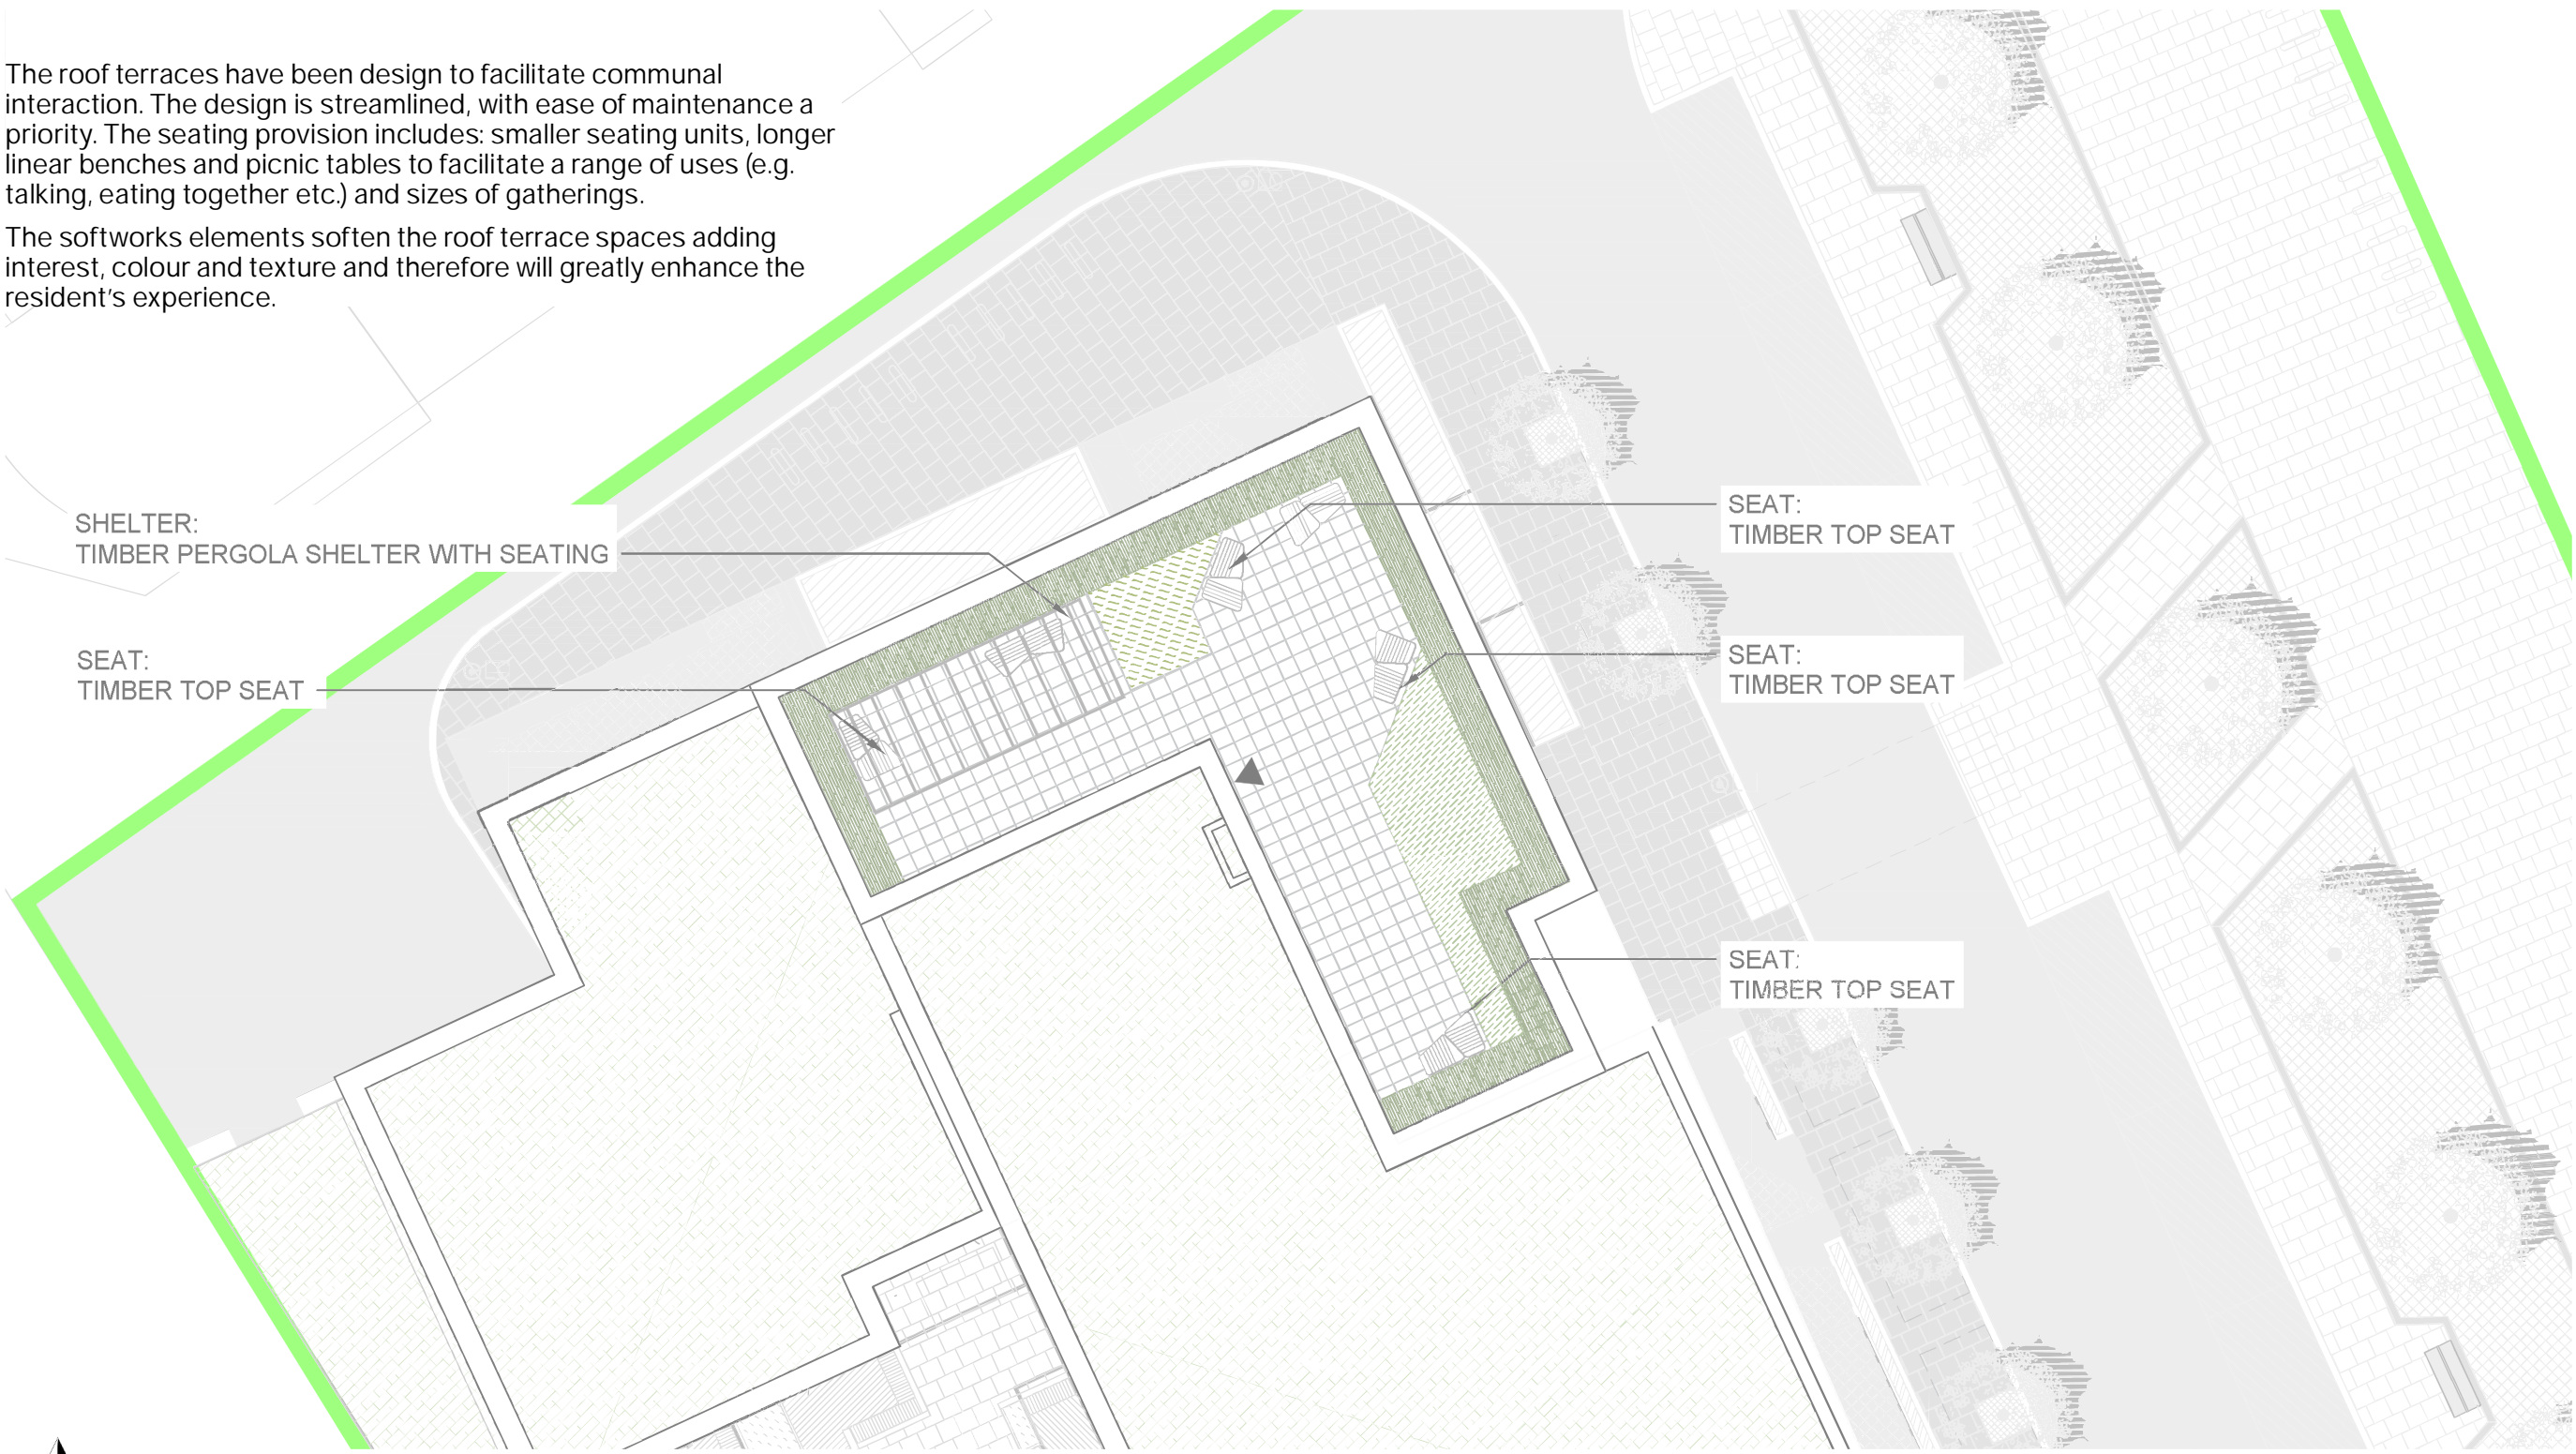 The roof terraces have been design to facilitate communal
interaction. The design is streamlined, with ease of maintenance a
priority. The seating provision includes: smaller seating units, longer
linear benches and picnic tables to facilitate a range of uses (e.g.
talking, eating together etc.) and sizes of gatherings.
The softworks elements soften the roof terrace spaces adding
interest, colour and texture and therefore will greatly enhance the
resident's experience.
SHELTER:
TIMBER PERGOLA SHELTER WITH SEATING
SEAT:
TIMBER TOP SEAT
SEAT:
TIMBER TOP SEAT
SEAT:
TIMBER TOP SEAT
SEAT:
TIMBER TOP SEAT